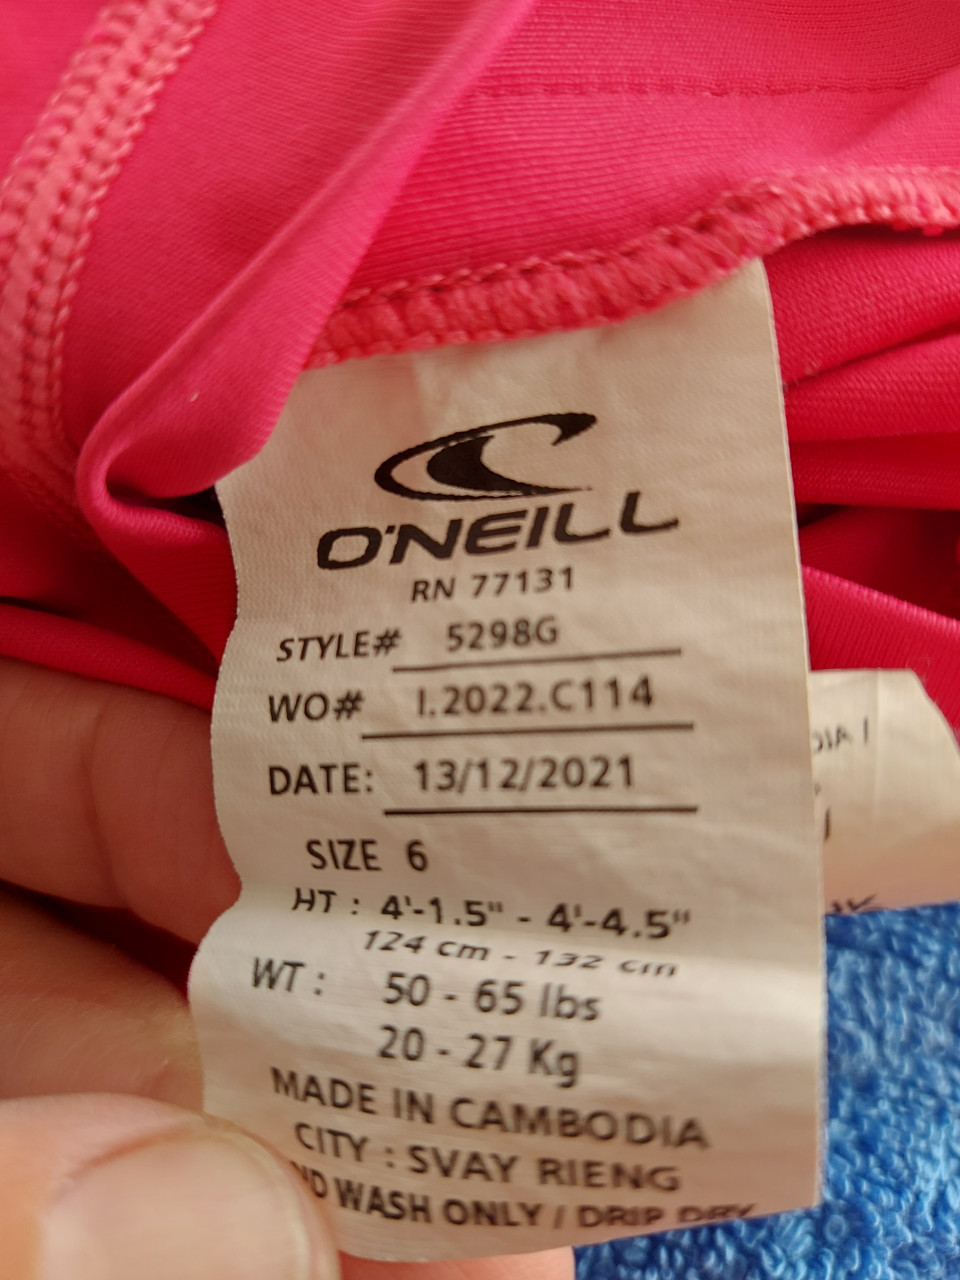 O'NEILL
RN 77131
STYLE# 5298G
WO# I.2022.C114
DATE: 13/12/2021
SIZE 6
HT : 4'-1.5" - 4'-4.5"
124 cm - 132 cm
WT : 50 - 65 lbs
20 - 27 Kg
MADE IN CAMBODIA
CITY : SVAY RIENG
WASH ONLY / DRIP DRY